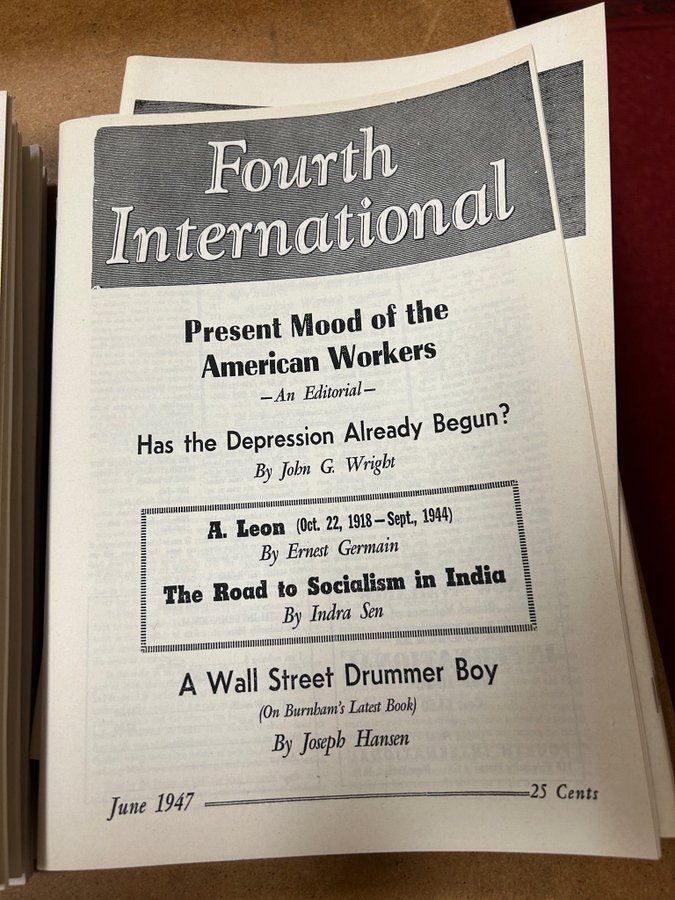 Fourth
International
Present Mood of the
American Workers
—An Editorial—
Has the Depression Already Begun?
By John G. Wright
A. Leon (Oct. 22, 1918—Sept., 1944)
By Ernest Germain
The Road to Socialism in India
By Indra Sen
A Wall Street Drummer Boy
(On Burnham's Latest Book)
By Joseph Hansen
June 1947
25 Cents